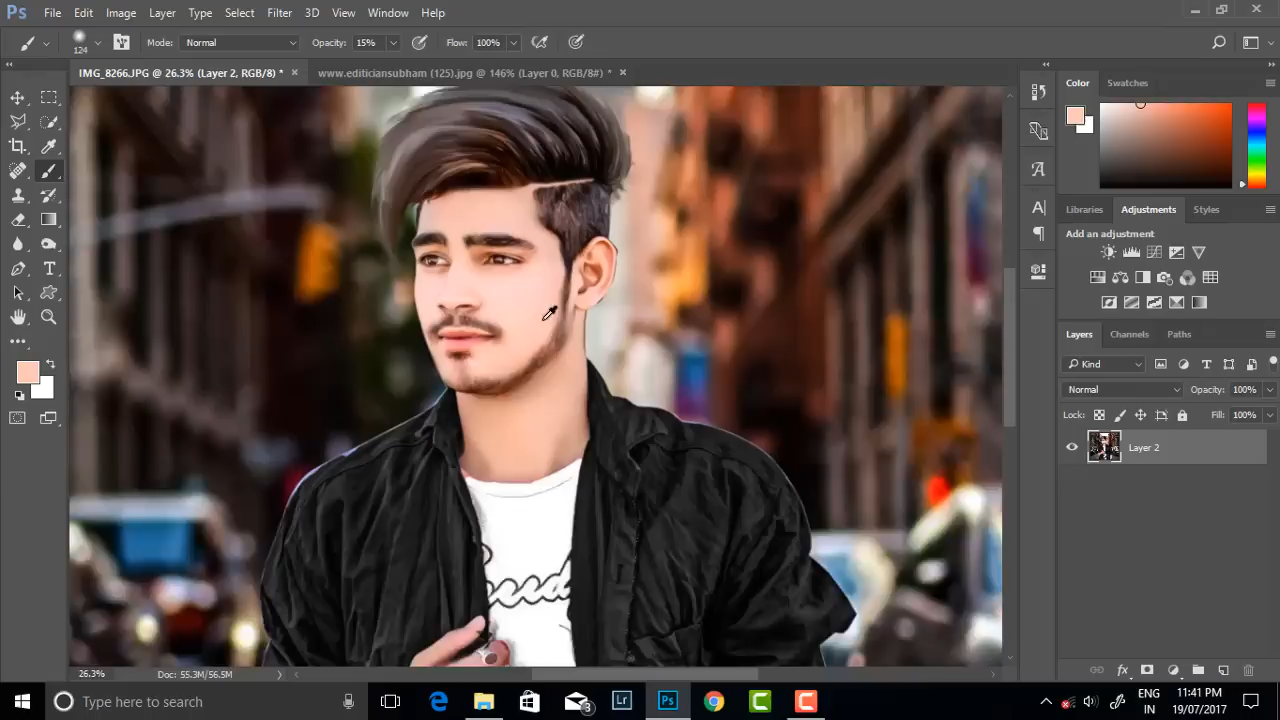 Ps File Edit Image Layer Type Select Filter 3D View Window Help
124 Mode: Normal Opacity: 15% Flow: 100%
IMG_8266.JPG @ 26.3% (Layer 2, RGB/8) * × www.editiciansubham (125).jpg @ 146% (Layer 0, RGB/8#) * ×
Color Swatches
Libraries Adjustments Styles
Add an adjustment
Layers Channels Paths
Kind
Normal Opacity: 100%
Lock: Fill: 100%
Layer 2
26.3% Doc: 55.3M/56.5M
Type here to search
3 Lr Ps
ENG
IN
11:41 PM
19/07/2017